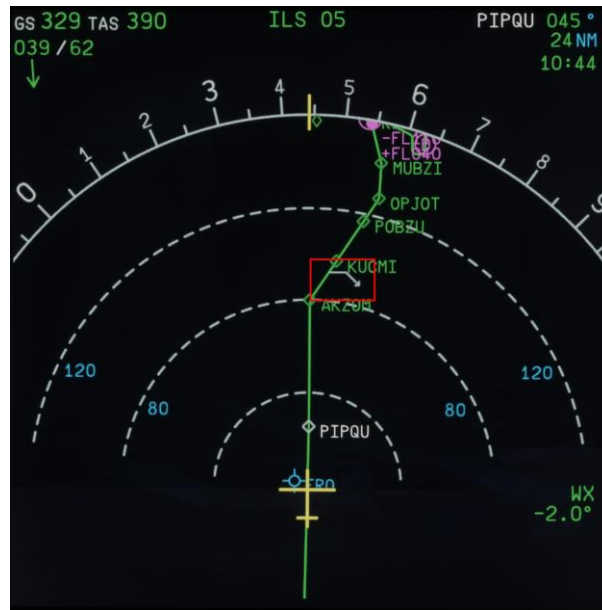 GS 329 TAS 390
ILS 05
PIPQU 045°
039/62
24 NM
10:44
0
1
2
3
4
5
6
7
8
9
+FL040
MUBZI
OPJOT
POBZU
KUCMI
AKZOM
120
120
80
80
PIPQU
WX
-2.0°